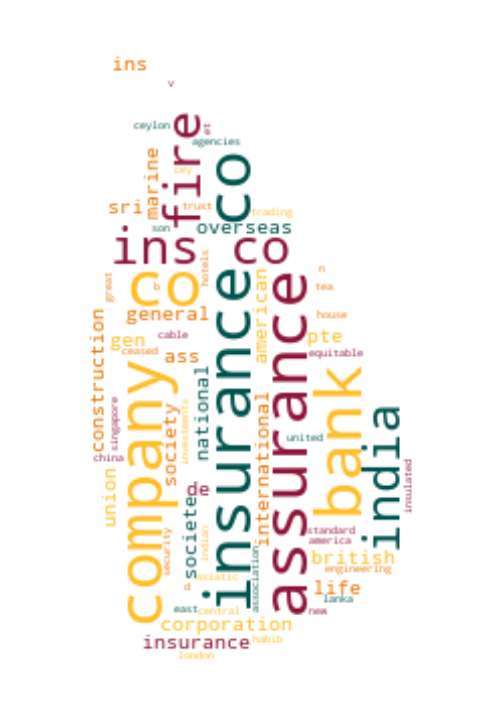 ins
v
ceylon
fire
et
agencies
co
marine
cey
sri
son
trust
trading
overseas
ins co
hotels
n
great
co
b
american
tea
general
house
construction
gen
cable
pte
ceased
ass
equitable
company
insurance
assurance
bank
national
society
investments
international
singapore
india
united
china
union
insulated
de
societe
standard
security
indian
america
association
british
asiatic
engineering
a
life
lanka
east
central
new
corporation
insurance
habib
london